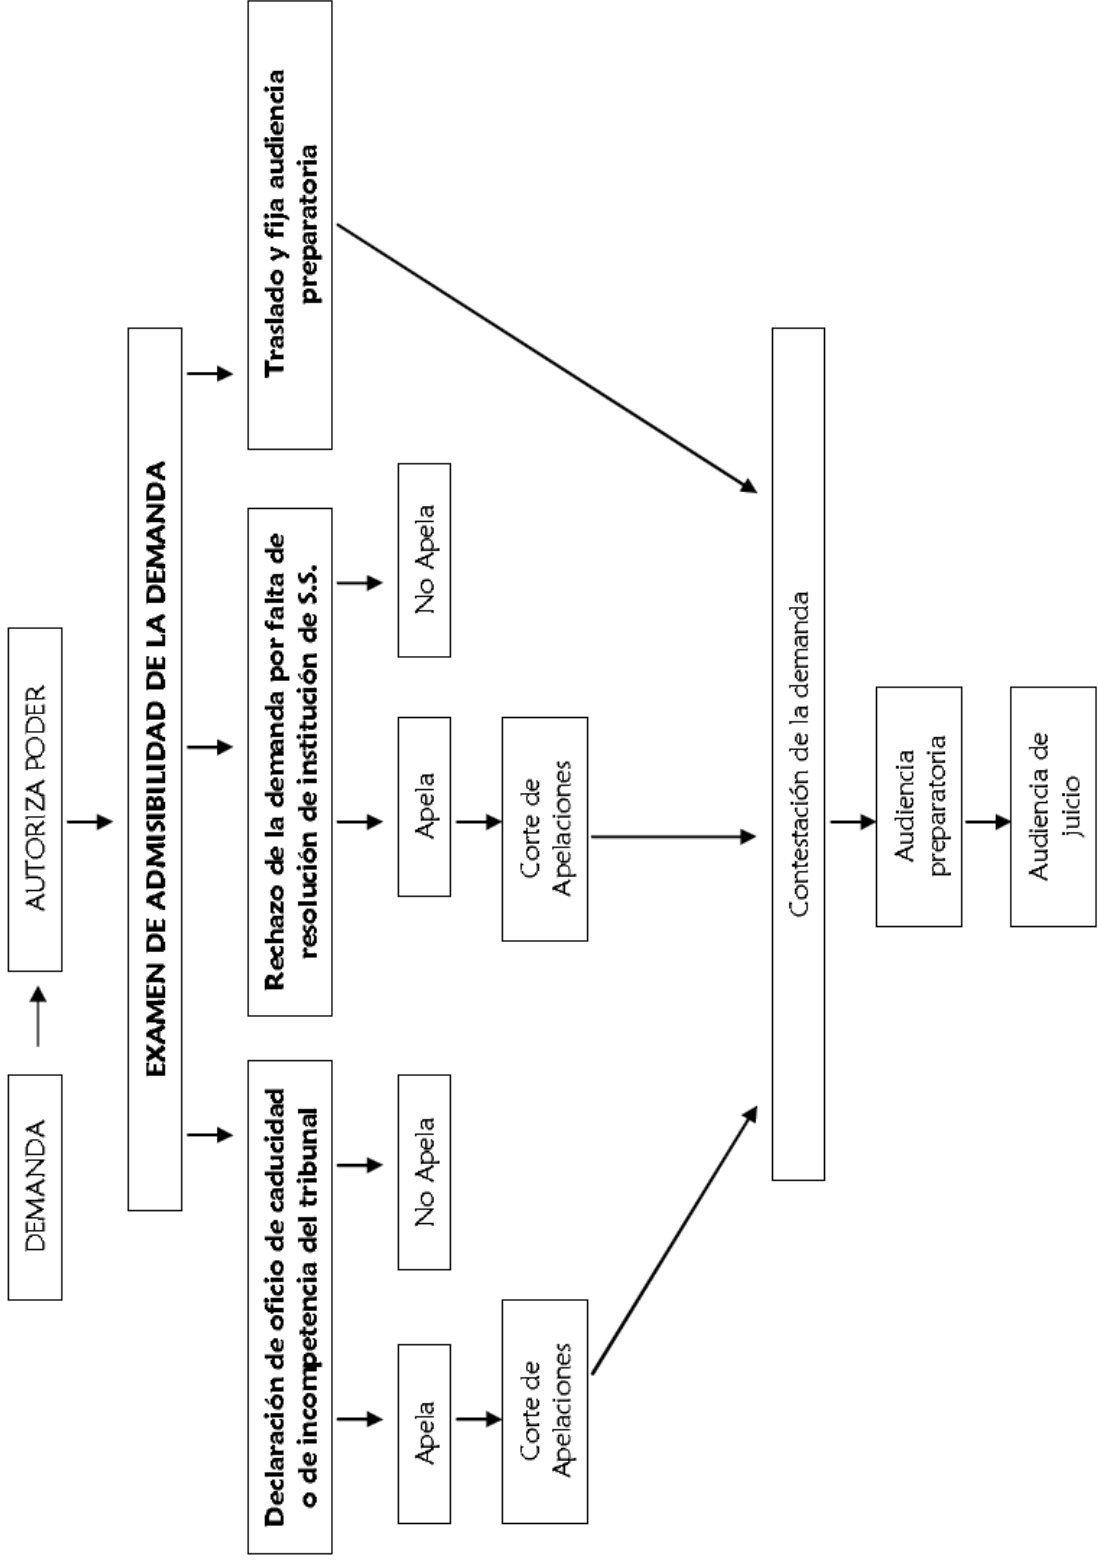 DEMANDA
AUTORIZA PODER
EXAMEN DE ADMISIBILIDAD DE LA DEMANDA
Declaración de oficio de caducidad
o de incompetencia del tribunal
Rechazo de la demanda por falta de
resolución de institución de S.S.
Traslado y fija audiencia
preparatoria
Apela
No Apela
Apela
No Apela
Corte de
Apelaciones
Corte de
Apelaciones
Contestación de la demanda
Audiencia
preparatoria
Audiencia de
juicio